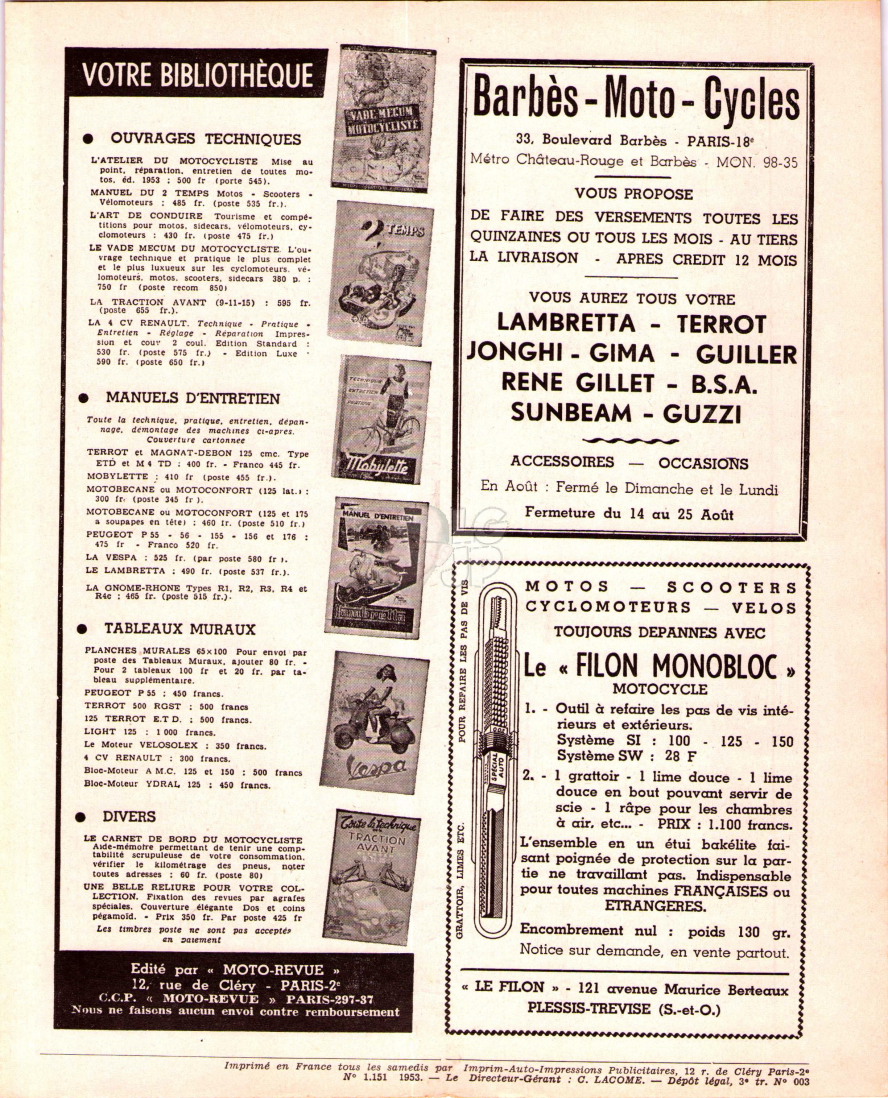 VOTRE BIBLIOTHÈQUE
● OUVRAGES TECHNIQUES
L'ATELIER DU MOTOCYCLISTE Mise au
point, réparation, entretien de toutes mo-
tos, éd. 1953 ; 500 fr (porte 545).
MANUEL DU 2 TEMPS Motos - Scooters -
Vélomoteurs : 485 fr. (poste 535 fr.).
L'ART DE CONDUIRE Tourisme et compé-
titions pour motos, sidecars, vélomoteurs, cy-
clomoteurs : 430 fr. (poste 475 fr.)
LE VADE MECUM DU MOTOCYCLISTE. L'ou-
vrage technique et pratique le plus complet
et le plus luxueux sur les cyclomoteurs, vé-
lomoteurs, motos, scooters, sidecars 380 p. :
750 fr (poste recom 850)
LA TRACTION AVANT (9-11-15) : 595 fr.
(poste 655 fr.).
LA 4 CV RENAULT. Technique - Pratique -
Entretien - Réglage - Réparation Impres-
sion et couv 2 coul. Edition Standard :
530 fr. (poste 575 fr.) - Edition Luxe
590 fr. (poste 650 fr.)
● MANUELS D'ENTRETIEN
Toute la technique, pratique, entretien, dépan-
nage, démontage des machines ci-apres.
Couverture cartonnee
TERROT et MAGNAT-DEBON 125 cmc. Type
ETD et M4 TD : 400 fr. - Franco 445 fr.
MOBYLETTE : 410 fr (poste 455 fr.).
MOTOBECANE ou MOTOCONFORT (125 lat.) :
300 fr. (poste 345 fr ).
MOTOBECANE ou MOTOCONFORT (125 et 175
a soupapes en tête) : 460 fr. (poste 510 fr.)
PEUGEOT P 55 - 56 - 155 - 156 et 176 :
475 fr - Franco 520 fr.
LA VESPA : 525 fr. (par poste 580 fr ).
LE LAMBRETTA : 490 fr. (poste 537 fr.).
LA GNOME-RHONE Types R1, R2, R3, R4 et
R4c : 465 fr. (poste 515 fr.).
● TABLEAUX MURAUX
PLANCHES MURALES 65×100 Pour envoi par
poste des Tableaux Muraux, ajouter 80 fr. -
Pour 2 tableaux 100 fr et 20 fr. par ta-
bleau supplémentaire.
PEUGEOT P 55 ; 450 francs.
TERROT 500 RGST ; 500 francs
125 TERROT E.T.D. ; 500 francs.
LIGHT 125 : 1 000 francs.
Le Moteur VELOSOLEX ; 350 francs.
4 CV RENAULT : 300 francs.
Bloc-Moteur A M.C. 125 et 150 ; 500 francs
Bloc-Moteur YDRAL 125 ; 450 francs.
● DIVERS
LE CARNET DE BORD DU MOTOCYCLISTE
Aide-mémoire permettant de tenir une comp-
tabilité scrupuleuse de votre consommation,
vérifier le kilométrage des pneus, noter
toutes adresses : 60 fr. (poste 80)
UNE BELLE RELIURE POUR VOTRE COL-
LECTION. Fixation des revues par agrafes
spéciales. Couverture élégante Dos et coins
pégamoïd. - Prix 350 fr. Par poste 425 fr
Les timbres poste ne sont pas acceptés
en paiement
Edité par « MOTO-REVUE »
12, rue de Cléry - PARIS-2e
C.C.P. « MOTO-REVUE » PARIS-297-37
Nous ne faisons aucun envoi contre remboursement
VADE MECUM
MOTOCYCLISTE
2 TEMPS
TECHNIQUE
ENTRETIEN
PRATIQUE
Mobylette
MANUEL D'ENTRETIEN
Lambretta
Vespa
Toute la technique
TRACTION
AVANT
Barbès - Moto - Cycles
33, Boulevard Barbès - PARIS-18e
Métro Château-Rouge et Barbès - MON. 98-35
VOUS PROPOSE
DE FAIRE DES VERSEMENTS TOUTES LES
QUINZAINES OU TOUS LES MOIS - AU TIERS
LA LIVRAISON - APRES CREDIT 12 MOIS
VOUS AUREZ TOUS VOTRE
LAMBRETTA - TERROT
JONGHI - GIMA - GUILLER
RENE GILLET - B.S.A.
SUNBEAM - GUZZI
ACCESSOIRES — OCCASIONS
En Août : Fermé le Dimanche et le Lundi
Fermeture du 14 au 25 Août
POUR REFAIRE LES PAS DE VIS
GRATTOIR, LIMES ETC.
SPÉCIAL
AUTO
MOTOS — SCOOTERS
CYCLOMOTEURS — VELOS
TOUJOURS DEPANNES AVEC
Le « FILON MONOBLOC »
MOTOCYCLE
1. - Outil à refaire les pas de vis inté-
rieurs et extérieurs.
Système SI : 100 - 125 - 150
Système SW : 28 F
2. - 1 grattoir - 1 lime douce - 1 lime
douce en bout pouvant servir de
scie - 1 râpe pour les chambres
à air, etc... - PRIX : 1.100 francs.
L'ensemble en un étui bakélite fai-
sant poignée de protection sur la par-
tie ne travaillant pas. Indispensable
pour toutes machines FRANÇAISES ou
ETRANGERES.
Encombrement nul : poids 130 gr.
Notice sur demande, en vente partout.
« LE FILON » - 121 avenue Maurice Berteaux
PLESSIS-TREVISE (S.-et-O.)
Imprimé en France tous les samedis par Imprim-Auto-Impressions Publicitaires, 12 r. de Cléry Paris-2e
N° 1.151 1953. — Le Directeur-Gérant : C. LACOME. — Dépôt légal, 3e tr. N° 003